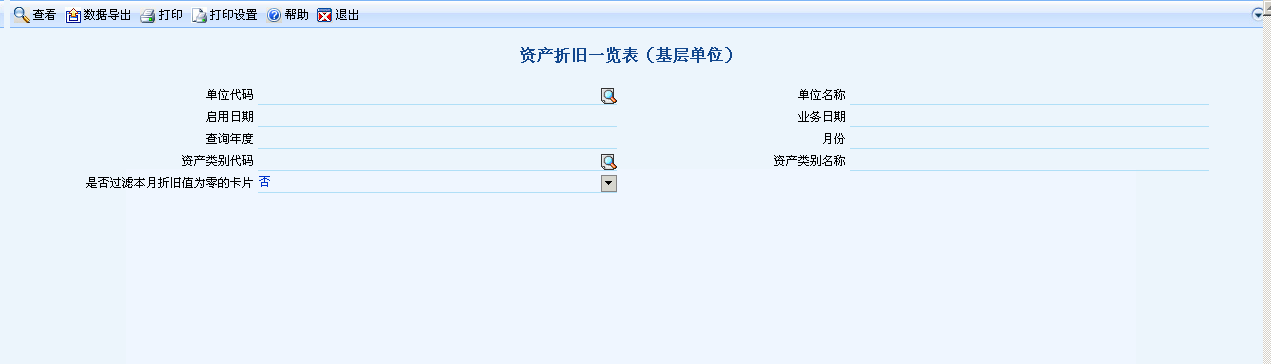 查看 数据导出 打印 打印设置 帮助 退出
资产折旧一览表（基层单位）
单位代码 单位名称
启用日期 业务日期
查询年度 月份
资产类别代码 资产类别名称
是否过滤本月折旧值为零的卡片 否